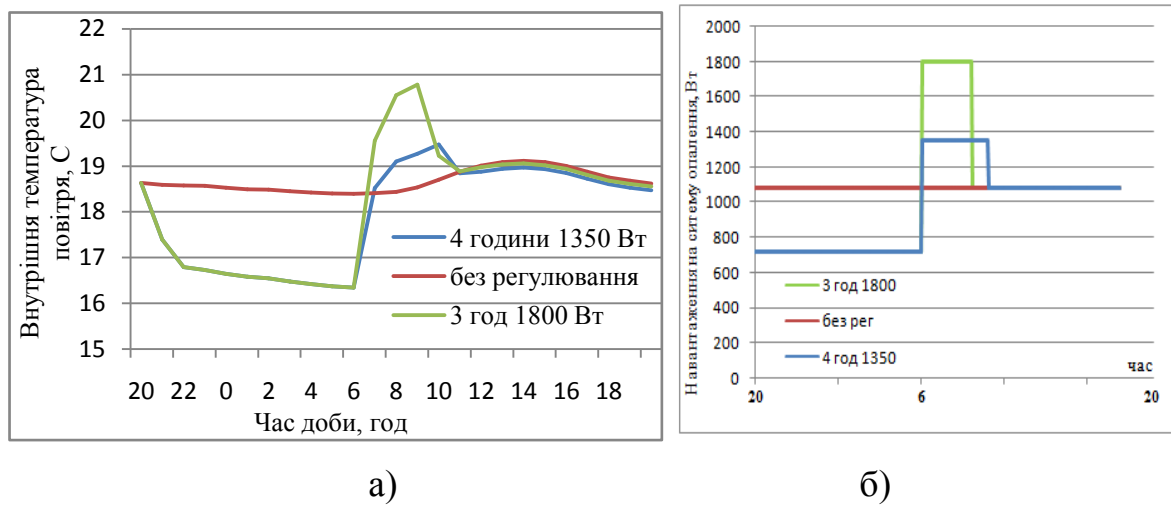 22
21
20
19
18
17
16
15
Внутрішня температура
повітря, С
4 години 1350 Вт
без регулювання
3 год 1800 Вт
20 22 0 2 4 6 8 10 12 14 16 18
Час доби, год
а)
2000
1800
1600
1400
1200
1000
800
600
400
200
0
Навантаження на ситему опалення, Вт
3 год 1800
без рег
4 год 1350
час
20 6 20
б)